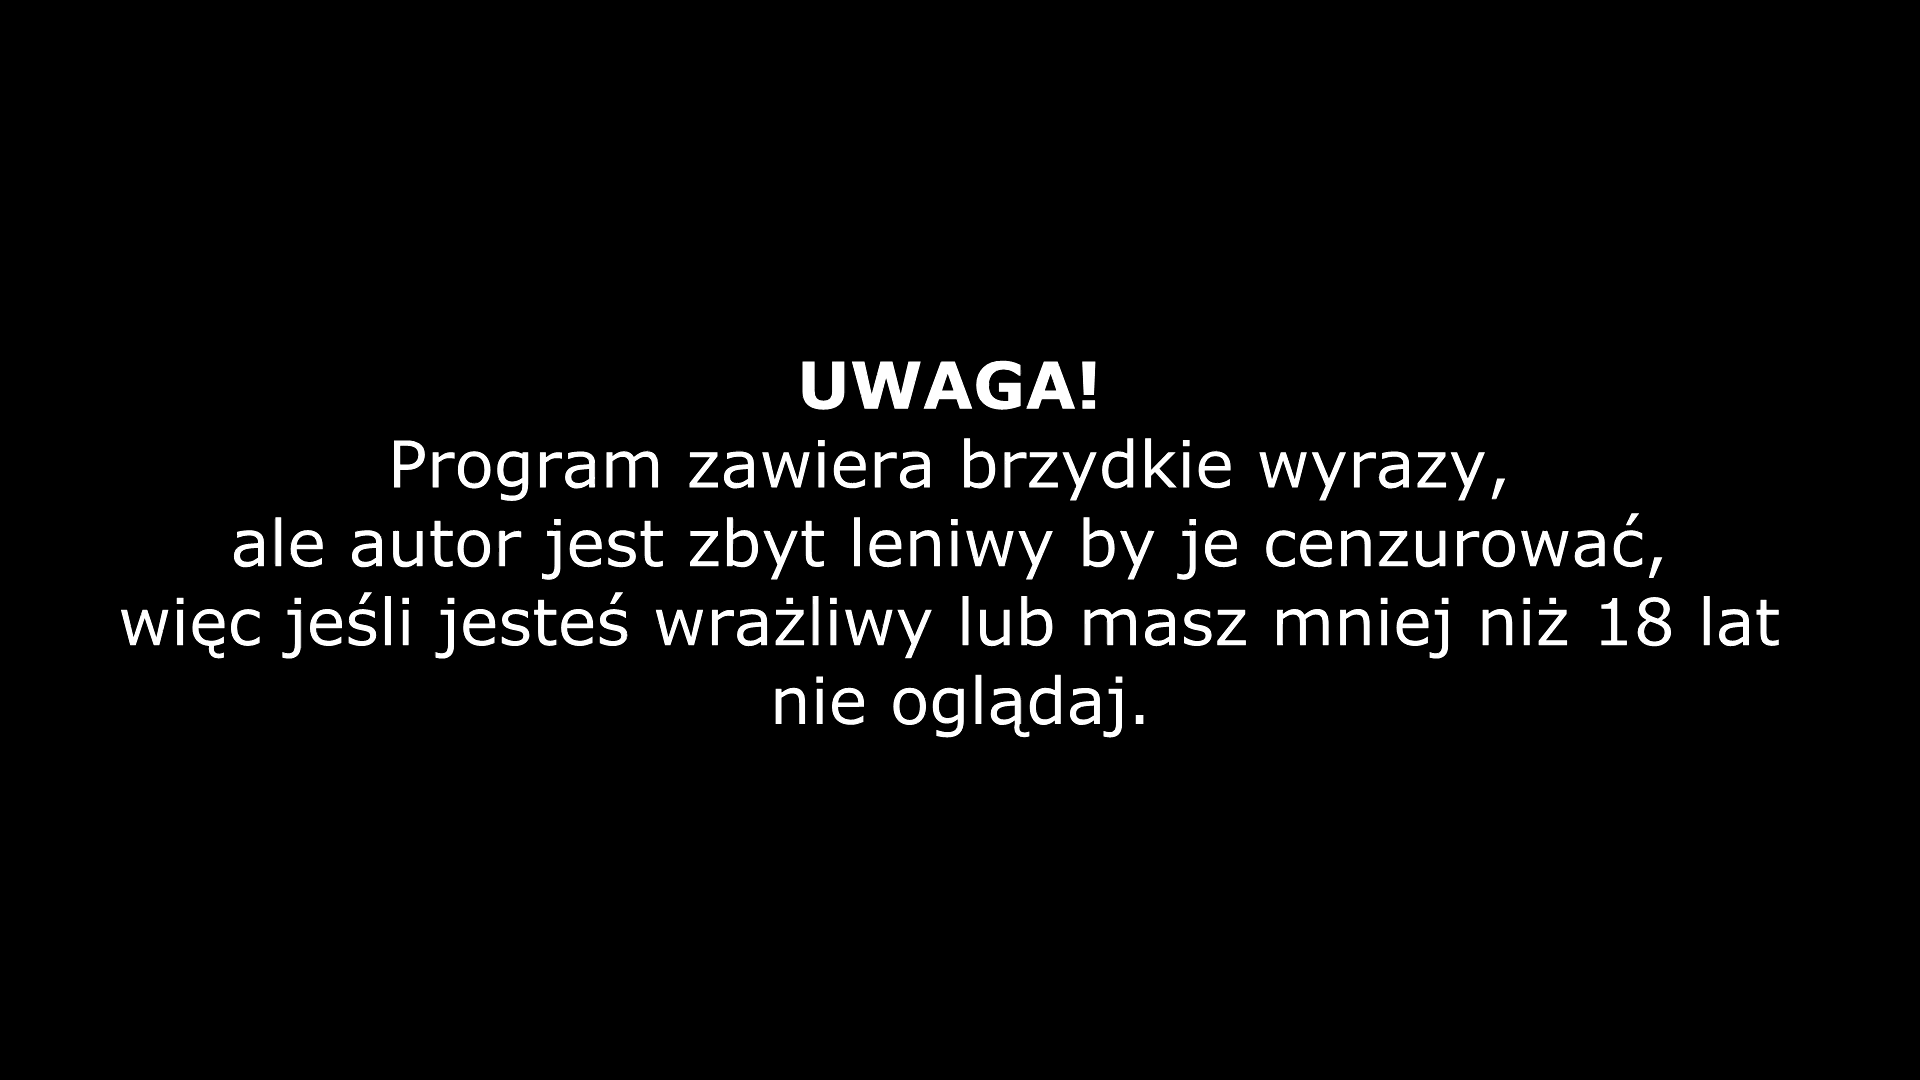 UWAGA!
Program zawiera brzydkie wyrazy,
ale autor jest zbyt leniwy by je cenzurować,
więc jeśli jesteś wrażliwy lub masz mniej niż 18 lat
nie oglądaj.